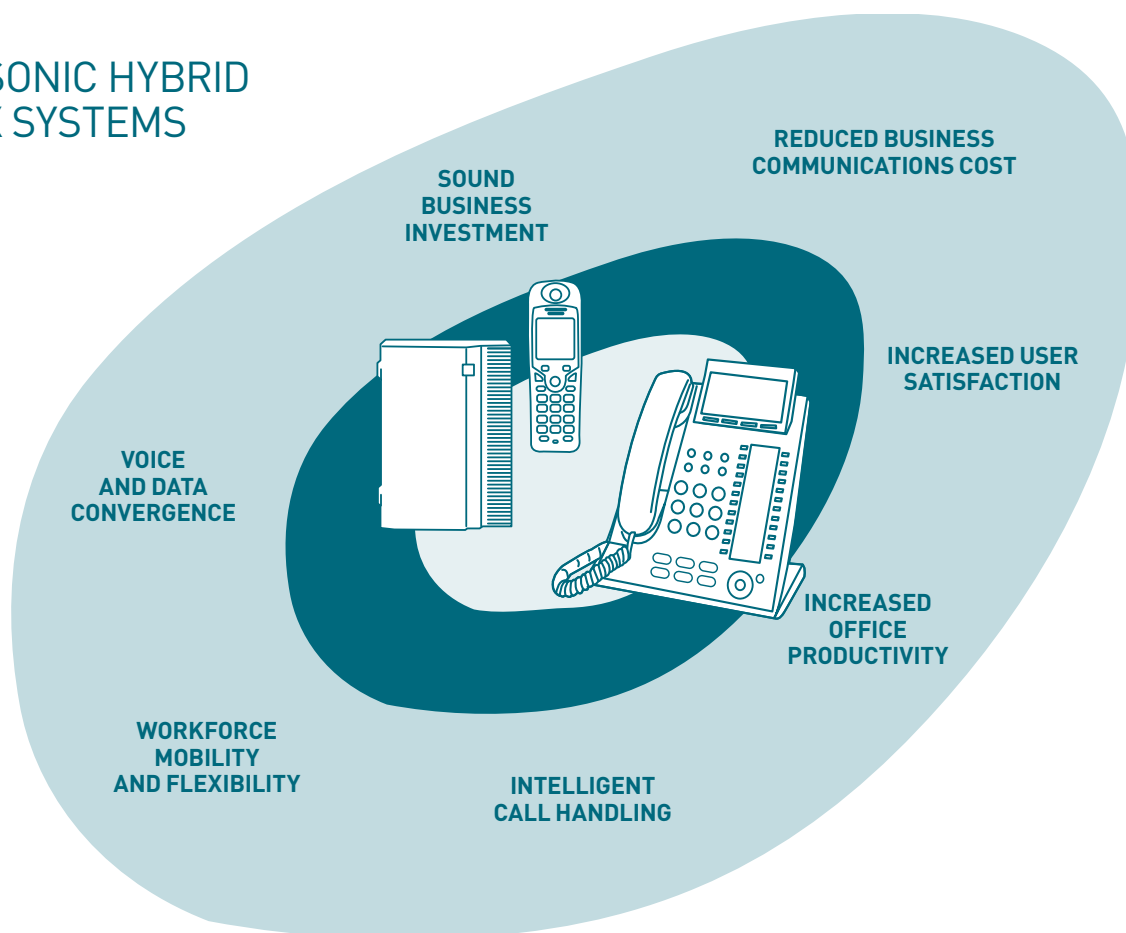 SONIC HYBRID
SYSTEMS
REDUCED BUSINESS
COMMUNICATIONS COST
SOUND
BUSINESS
INVESTMENT
INCREASED USER
SATISFACTION
VOICE
AND DATA
CONVERGENCE
INCREASED
OFFICE
PRODUCTIVITY
WORKFORCE
MOBILITY
AND FLEXIBILITY
INTELLIGENT
CALL HANDLING